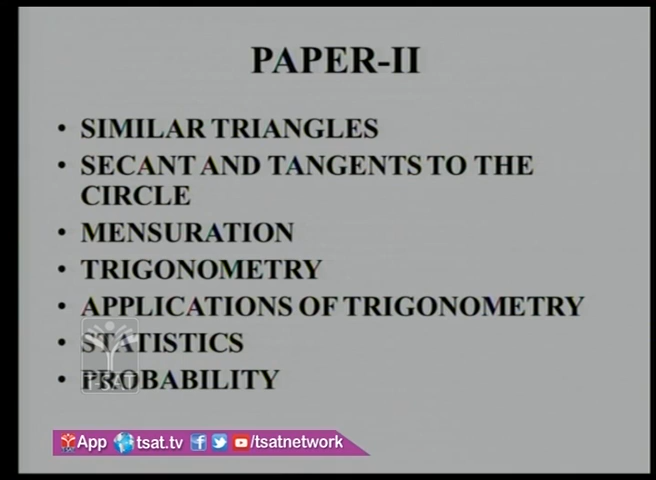 PAPER-II
• SIMILAR TRIANGLES
• SECANT AND TANGENTS TO THE
CIRCLE
• MENSURATION
• TRIGONOMETRY
• APPLICATIONS OF TRIGONOMETRY
• STATISTICS
• PROBABILITY
TSAT
App tsat.tv /tsatnetwork